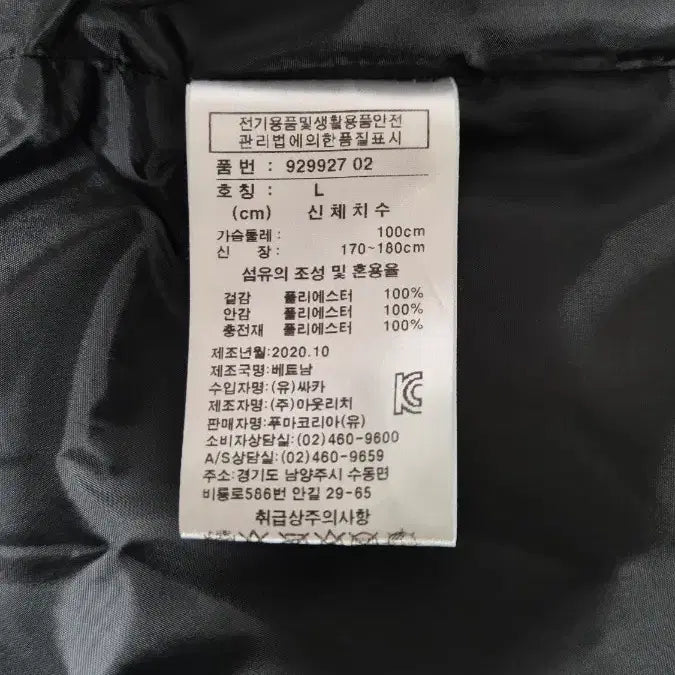 전기용품및생활용품안전
관리법에의한품질표시
품 번 : 929927 02
호 칭 : L
(cm) 신 체 치 수
가슴둘레 : 100cm
신 장 : 170~180cm
섬유의 조성 및 혼용율
겉감 폴리에스터 100%
안감 폴리에스터 100%
충전재 폴리에스터 100%
제조년월:2020.10
제조국명:베트남
수입자명:(유)싸카
제조자명:(주)아웃리치
판매자명:푸마코리아(유)
소비자상담실:(02)460-9600
A/S상담실:(02)460-9659
주소:경기도 남양주시 수동면
비룡로586번 안길 29-65
취급상주의사항